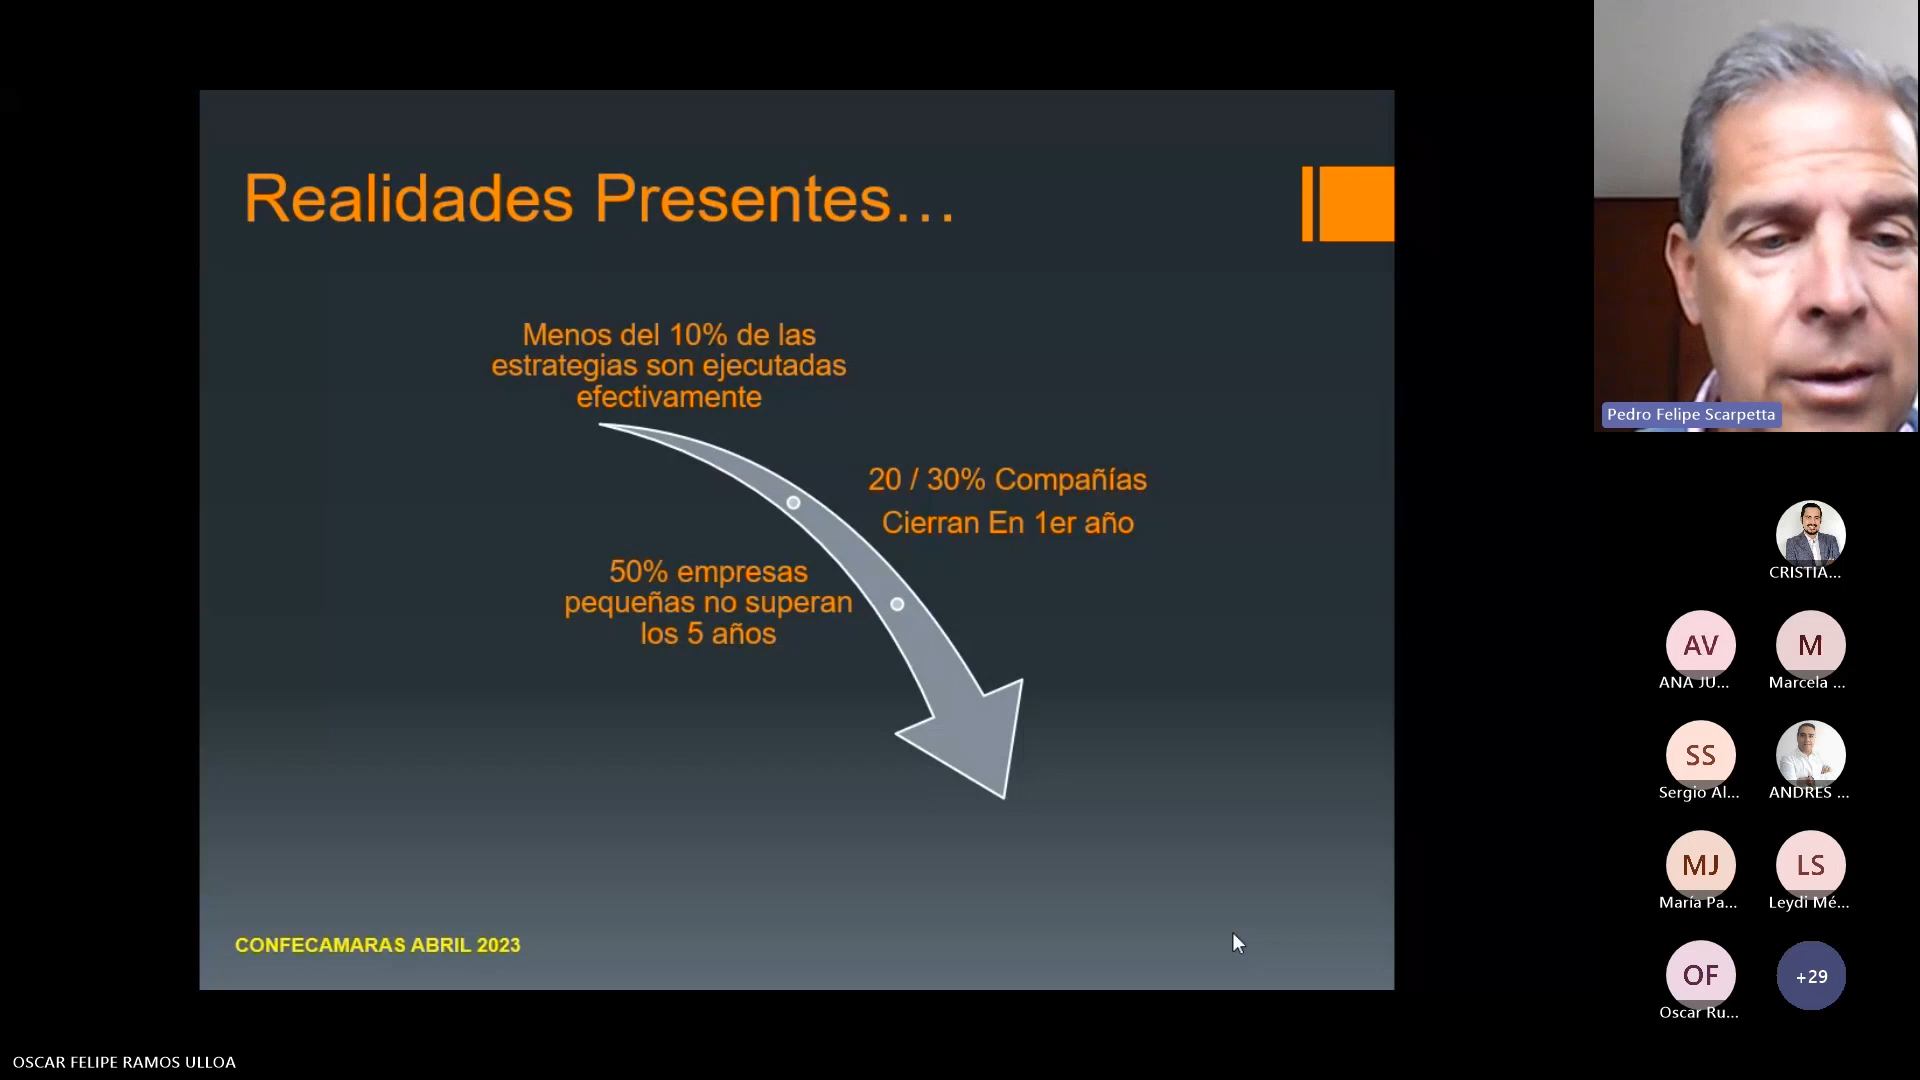 Realidades Presentes...
Menos del 10% de las
estrategias son ejecutadas
efectivamente
20 / 30% Compañías
Cierran En 1er año
50% empresas
pequeñas no superan
los 5 años
CONFECAMARAS ABRIL 2023
Pedro Felipe Scarpetta
CRISTIA...
AV
ANA JU...
M
Marcela ...
SS
Sergio Al...
ANDRES ...
MJ
María Pa...
LS
Leydi Mé...
OF
Oscar Ru...
+29
OSCAR FELIPE RAMOS ULLOA